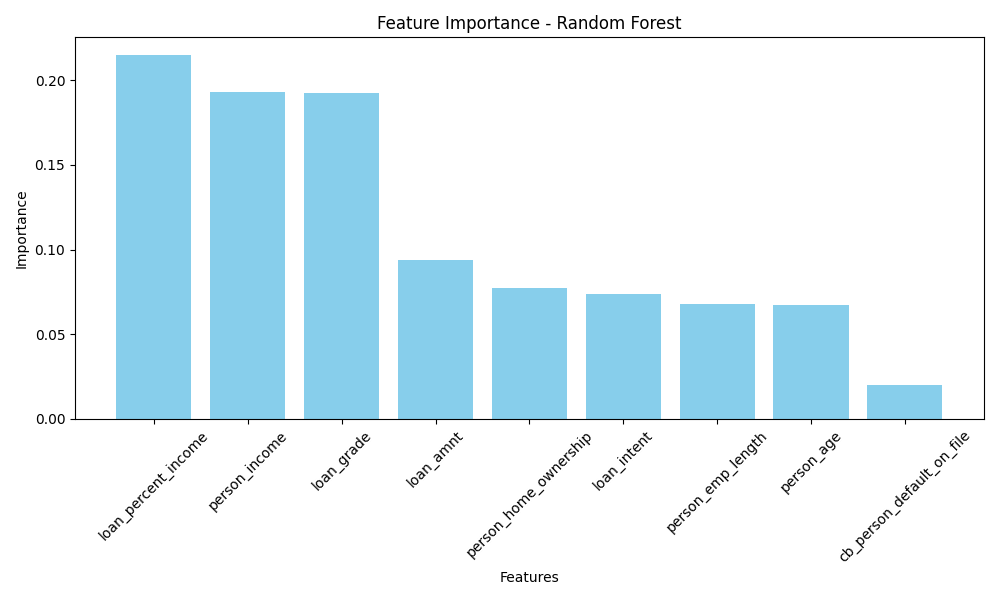 Feature Importance - Random Forest
Importance
0.20
0.15
0.10
0.05
0.00
loan_percent_income
person_income
loan_grade
loan_amnt
person_home_ownership
loan_intent
person_emp_length
person_age
cb_person_default_on_file
Features